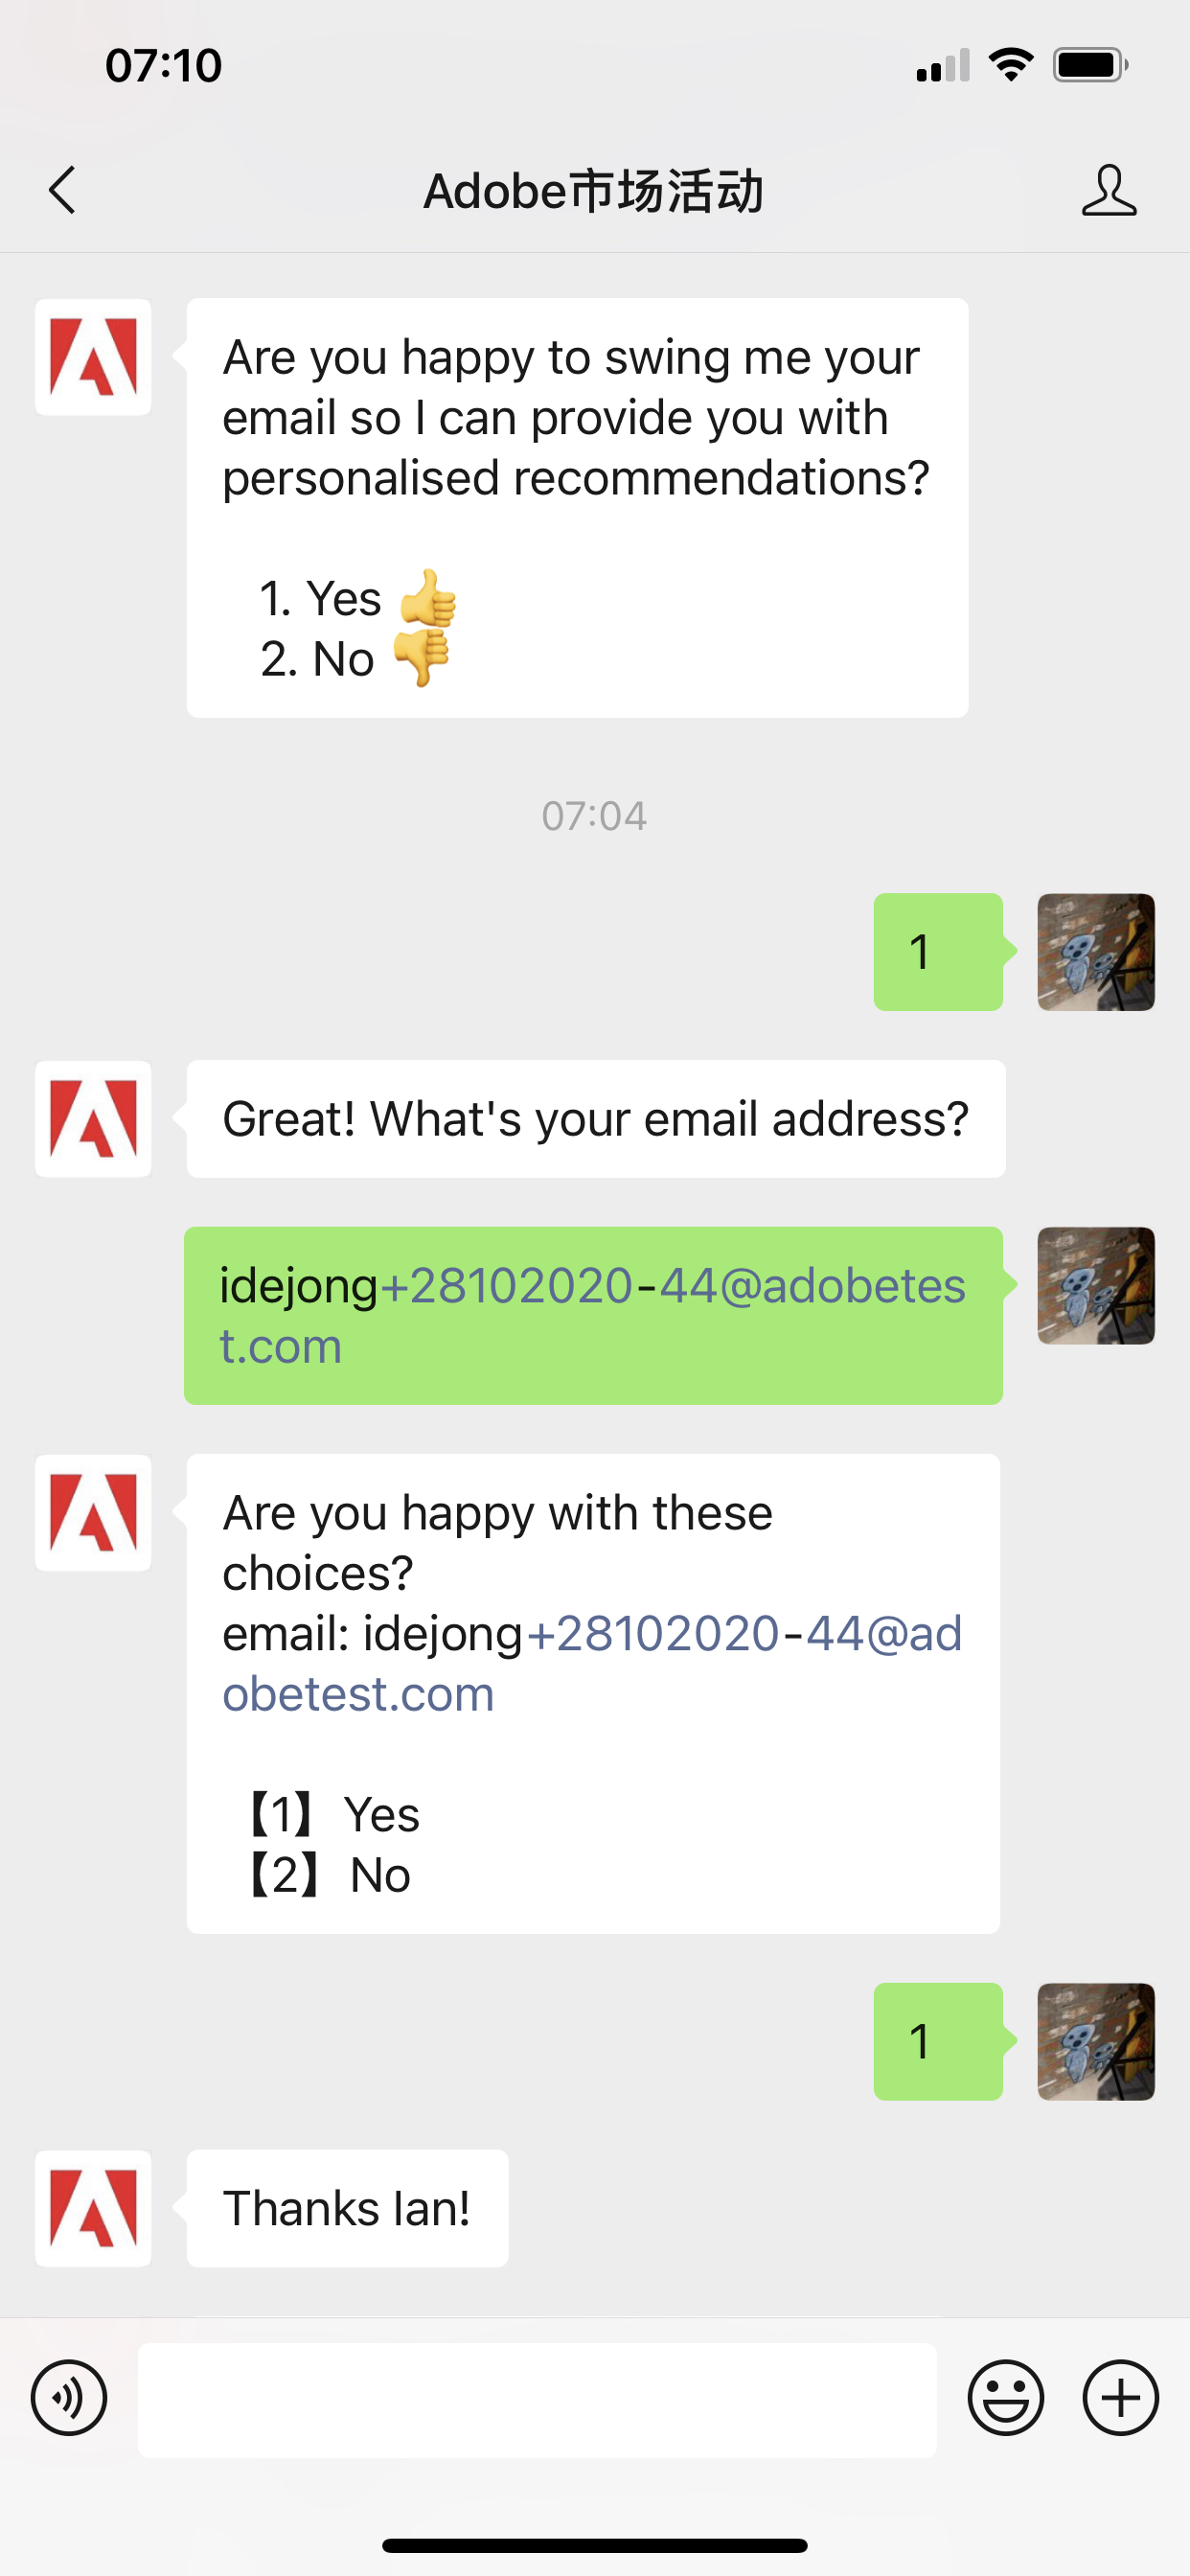 07:10
Adobe市场活动
Are you happy to swing me your
email so I can provide you with
personalised recommendations?
1. Yes 👍
2. No 👎
07:04
1
Great! What's your email address?
idejong+28102020-44@adobetes
t.com
Are you happy with these
choices?
email: idejong+28102020-44@ad
obetest.com
【1】 Yes
【2】 No
1
Thanks Ian!